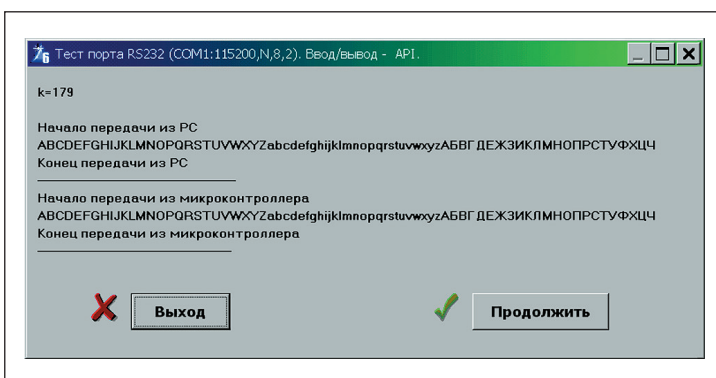 Тест порта RS232 (COM1:115200,N,8,2). Ввод/вывод - API.
k=179
Начало передачи из PC
ABCDEFGHIJKLMNOPQRSTUVWXYZabcdefghijklmnopqrstuvwxyzАБВГДЕЖЗИКЛМНОПРСТУФХЦЧ
Конец передачи из PC
Начало передачи из микроконтроллера
ABCDEFGHIJKLMNOPQRSTUVWXYZabcdefghijklmnopqrstuvwxyzАБВГДЕЖЗИКЛМНОПРСТУФХЦЧ
Конец передачи из микроконтроллера
Выход
Продолжить